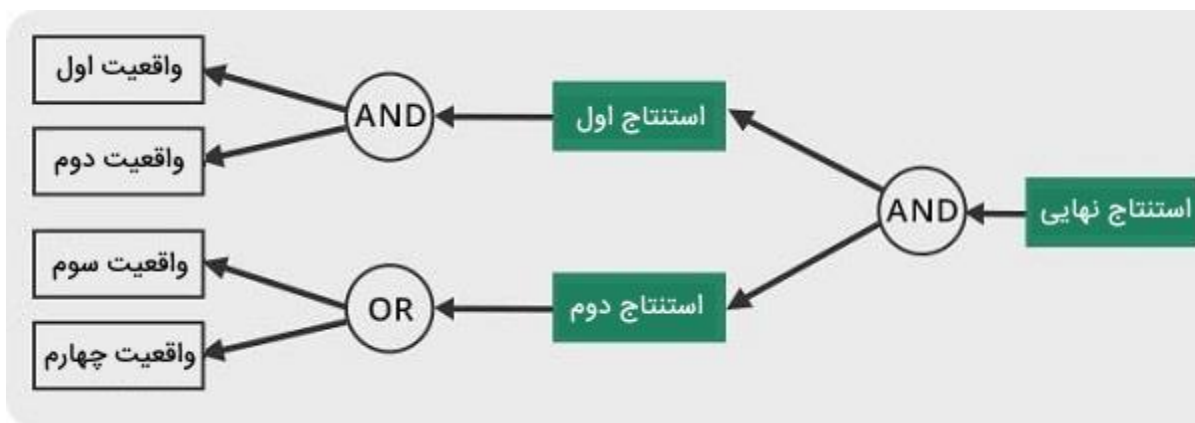 واقعیت اول
واقعیت دوم
AND
استنتاج اول
AND
استنتاج نهایی
واقعیت سوم
واقعیت چهارم
OR
استنتاج دوم